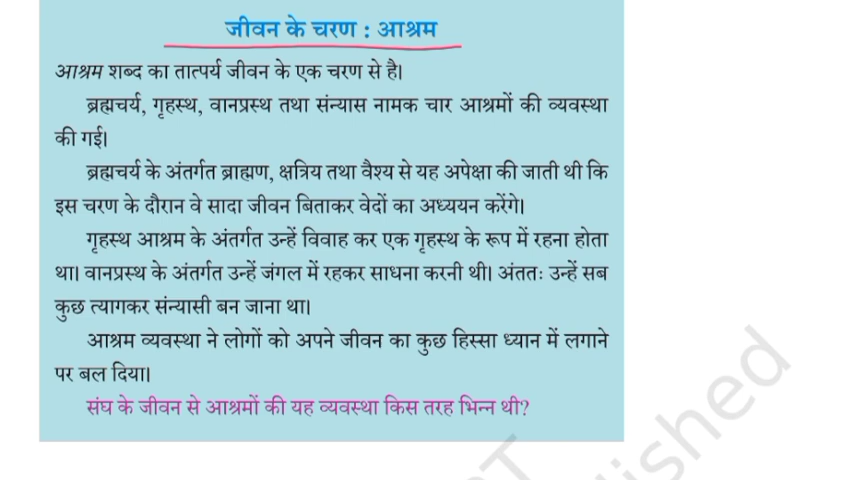 जीवन के चरण : आश्रम
आश्रम शब्द का तात्पर्य जीवन के एक चरण से है।
ब्रह्मचर्य, गृहस्थ, वानप्रस्थ तथा संन्यास नामक चार आश्रमों की व्यवस्था
की गई।
ब्रह्मचर्य के अंतर्गत ब्राह्मण, क्षत्रिय तथा वैश्य से यह अपेक्षा की जाती थी कि
इस चरण के दौरान वे सादा जीवन बिताकर वेदों का अध्ययन करेंगे।
गृहस्थ आश्रम के अंतर्गत उन्हें विवाह कर एक गृहस्थ के रूप में रहना होता
था। वानप्रस्थ के अंतर्गत उन्हें जंगल में रहकर साधना करनी थी। अंततः उन्हें सब
कुछ त्यागकर संन्यासी बन जाना था।
आश्रम व्यवस्था ने लोगों को अपने जीवन का कुछ हिस्सा ध्यान में लगाने
पर बल दिया।
संघ के जीवन से आश्रमों की यह व्यवस्था किस तरह भिन्न थी?